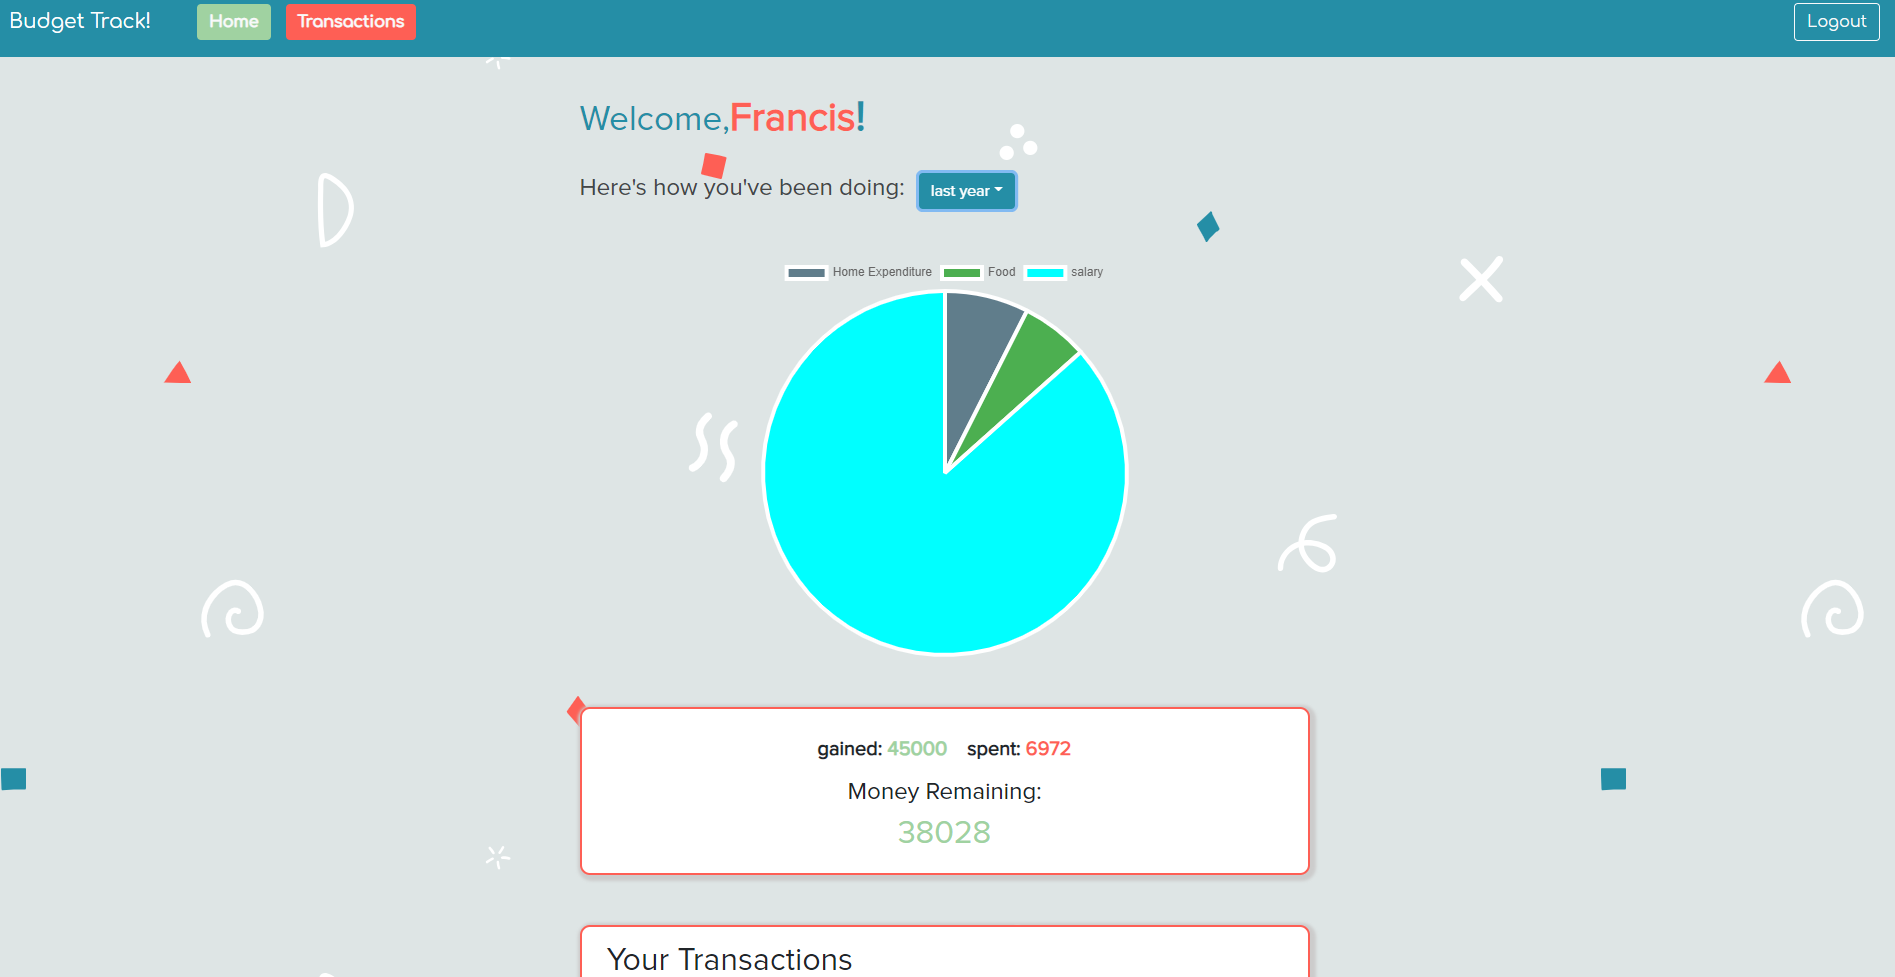 Budget Track! Home Transactions Logout
Welcome,Francis!
Here's how you've been doing: last year
Home Expenditure Food salary
gained: 45000 spent: 6972
Money Remaining:
38028
Your Transactions